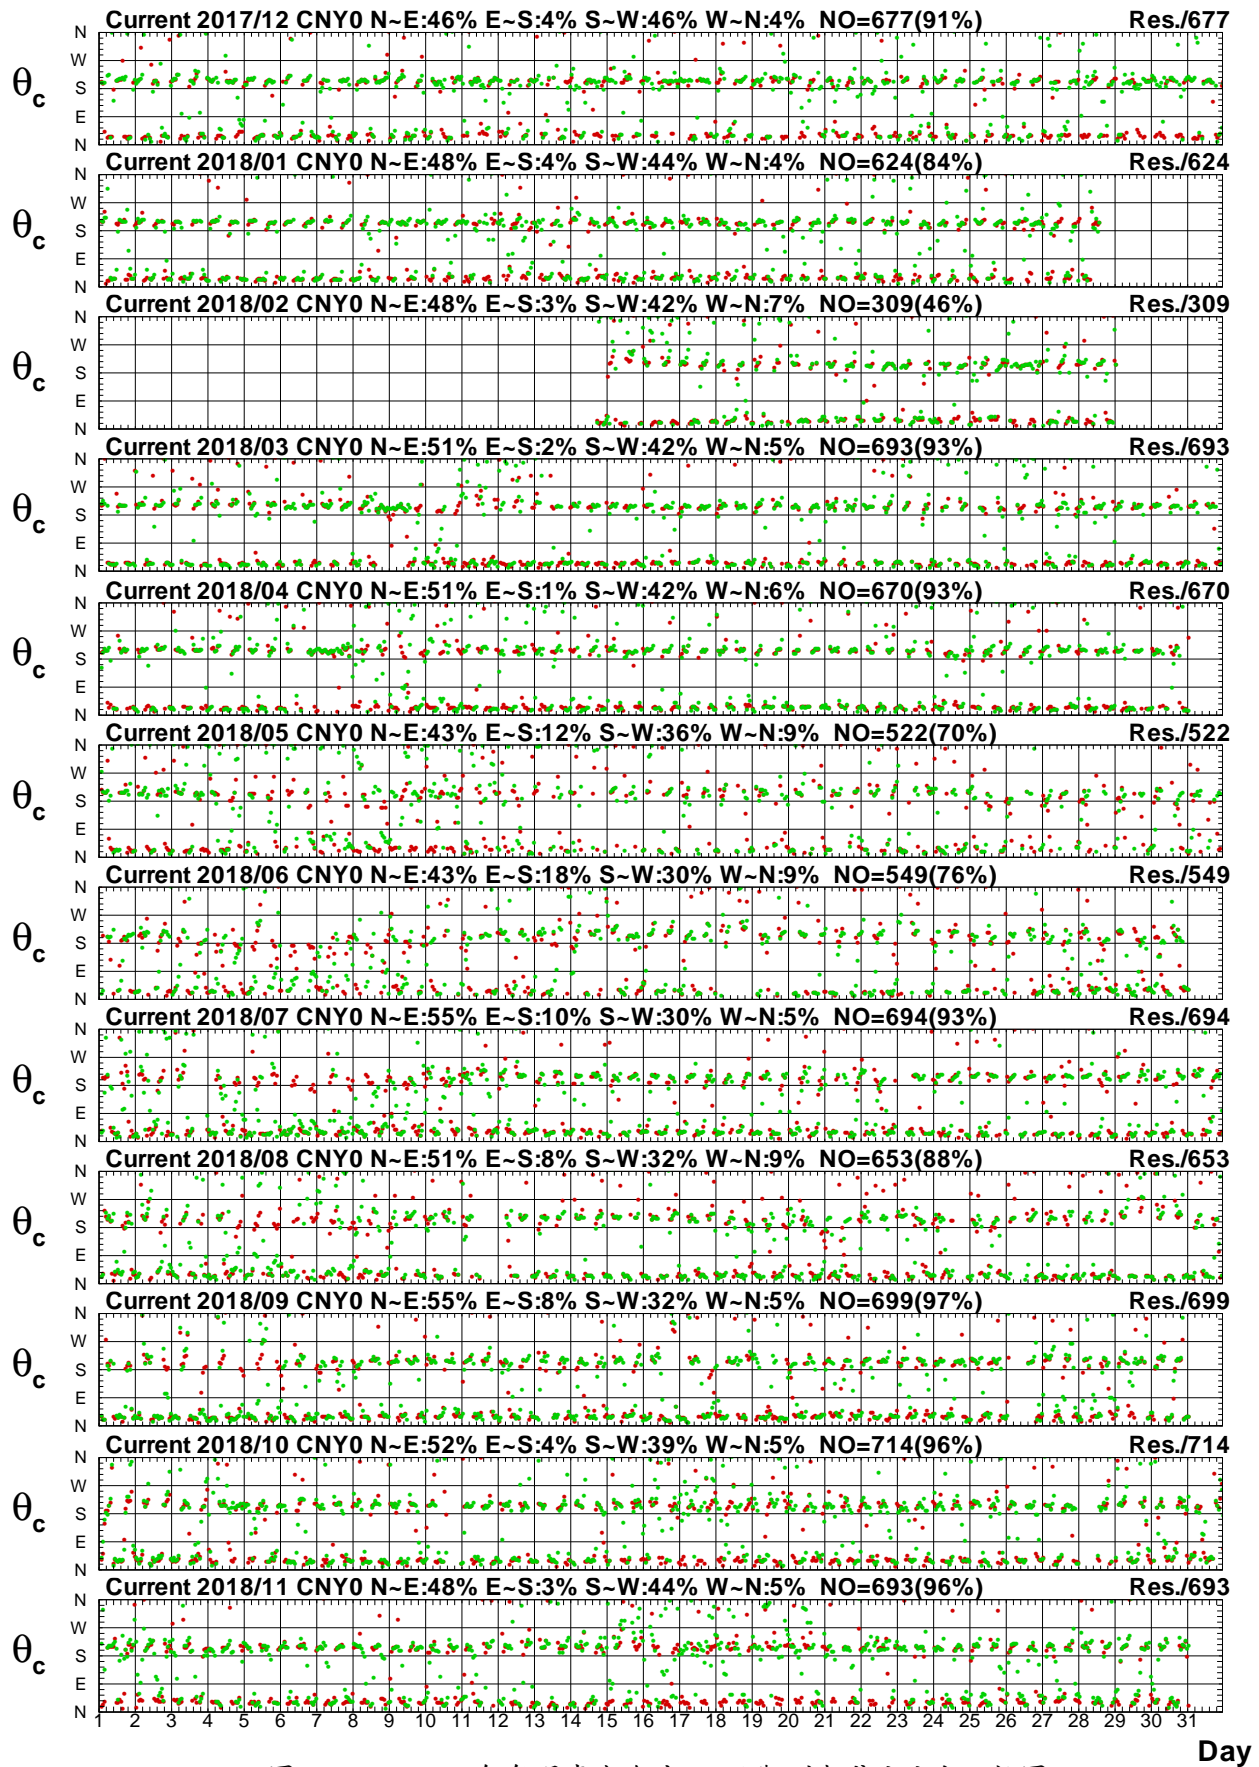 Current 2017/12 CNY0 N~E:46% E~S:4% S~W:46% W~N:4% NO=677(91%) Res./677
N
W
θc S
E
N
Current 2018/01 CNY0 N~E:48% E~S:4% S~W:44% W~N:4% NO=624(84%) Res./624
N
W
θc S
E
N
Current 2018/02 CNY0 N~E:48% E~S:3% S~W:42% W~N:7% NO=309(46%) Res./309
N
W
θc S
E
N
Current 2018/03 CNY0 N~E:51% E~S:2% S~W:42% W~N:5% NO=693(93%) Res./693
N
W
θc S
E
N
Current 2018/04 CNY0 N~E:51% E~S:1% S~W:42% W~N:6% NO=670(93%) Res./670
N
W
θc S
E
N
Current 2018/05 CNY0 N~E:43% E~S:12% S~W:36% W~N:9% NO=522(70%) Res./522
N
W
θc S
E
N
Current 2018/06 CNY0 N~E:43% E~S:18% S~W:30% W~N:9% NO=549(76%) Res./549
N
W
θc S
E
N
Current 2018/07 CNY0 N~E:55% E~S:10% S~W:30% W~N:5% NO=694(93%) Res./694
N
W
θc S
E
N
Current 2018/08 CNY0 N~E:51% E~S:8% S~W:32% W~N:9% NO=653(88%) Res./653
N
W
θc S
E
N
Current 2018/09 CNY0 N~E:55% E~S:8% S~W:32% W~N:5% NO=699(97%) Res./699
N
W
θc S
E
N
Current 2018/10 CNY0 N~E:52% E~S:4% S~W:39% W~N:5% NO=714(96%) Res./714
N
W
θc S
E
N
Current 2018/11 CNY0 N~E:48% E~S:3% S~W:44% W~N:5% NO=693(96%) Res./693
N
W
θc S
E
N
1 2 3 4 5 6 7 8 9 10 11 12 13 14 15 16 17 18 19 20 21 22 23 24 25 26 27 28 29 30 31
Day